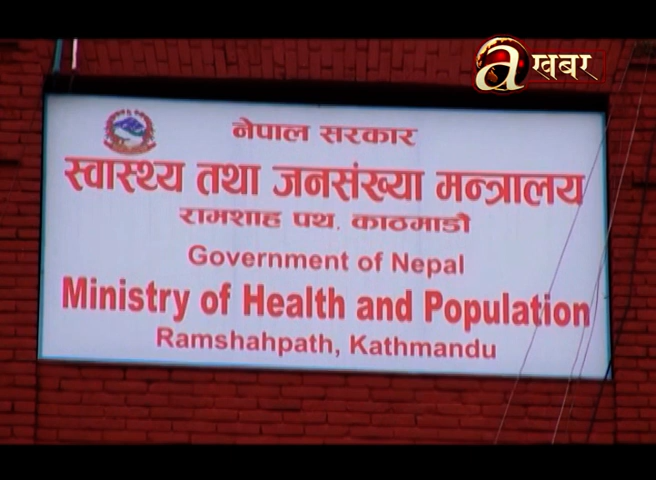 a खबर
नेपाल सरकार
स्वास्थ्य तथा जनसंख्या मन्त्रालय
रामशाह पथ, काठमाडौ
Government of Nepal
Ministry of Health and Population
Ramshahpath, Kathmandu